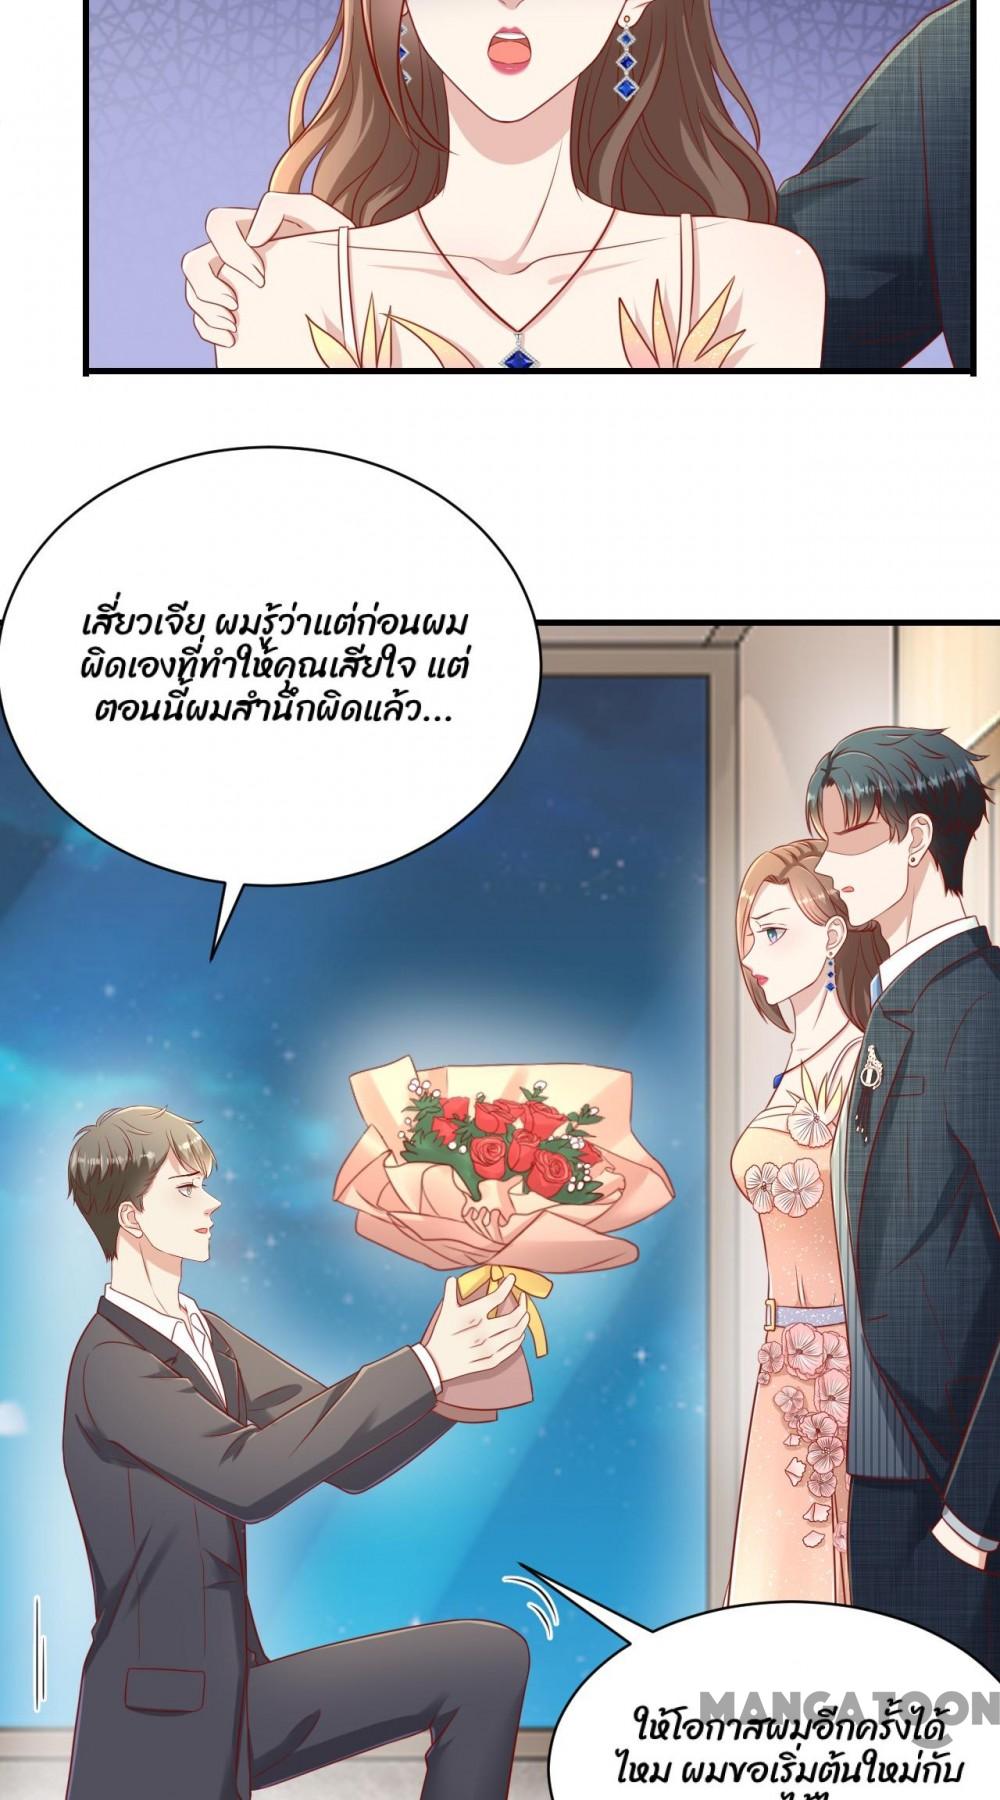 เสี่ยวเจีย ผมรู้ว่าแต่ก่อนผม
ผิดเองที่ทำให้คุณเสียใจ แต่
ตอนนี้ผมสำนึกผิดแล้ว...
MANGATOON
ให้โอกาสผมอีกครั้งได้
ไหม ผมขอเริ่มต้นใหม่กับ